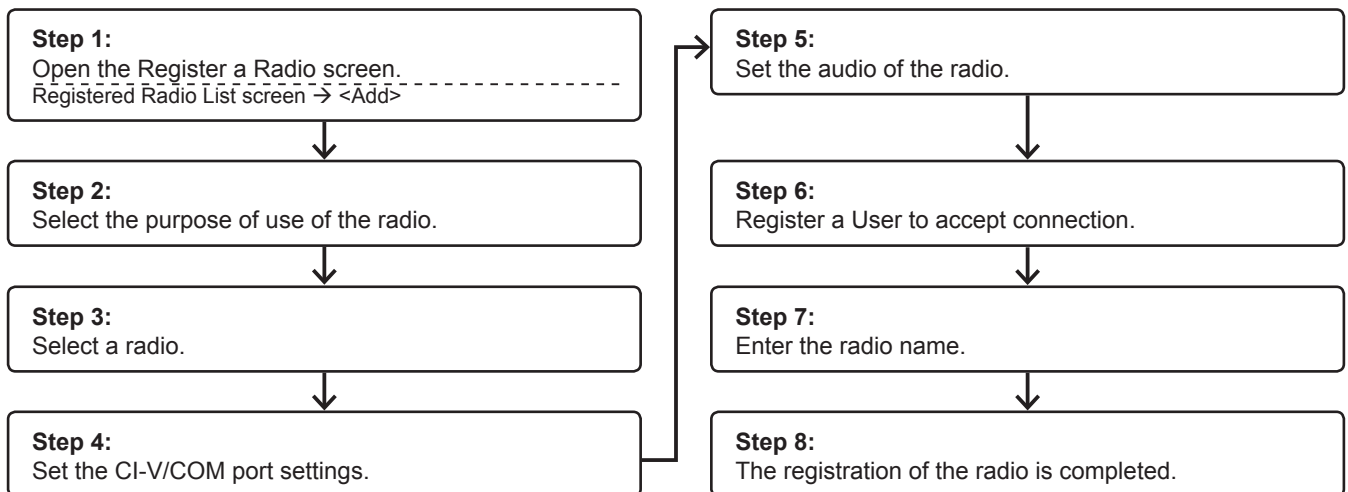 Step 1:
Open the Register a Radio screen.
Registered Radio List screen → <Add>
Step 2:
Select the purpose of use of the radio.
Step 3:
Select a radio.
Step 4:
Set the CI-V/COM port settings.
Step 5:
Set the audio of the radio.
Step 6:
Register a User to accept connection.
Step 7:
Enter the radio name.
Step 8:
The registration of the radio is completed.